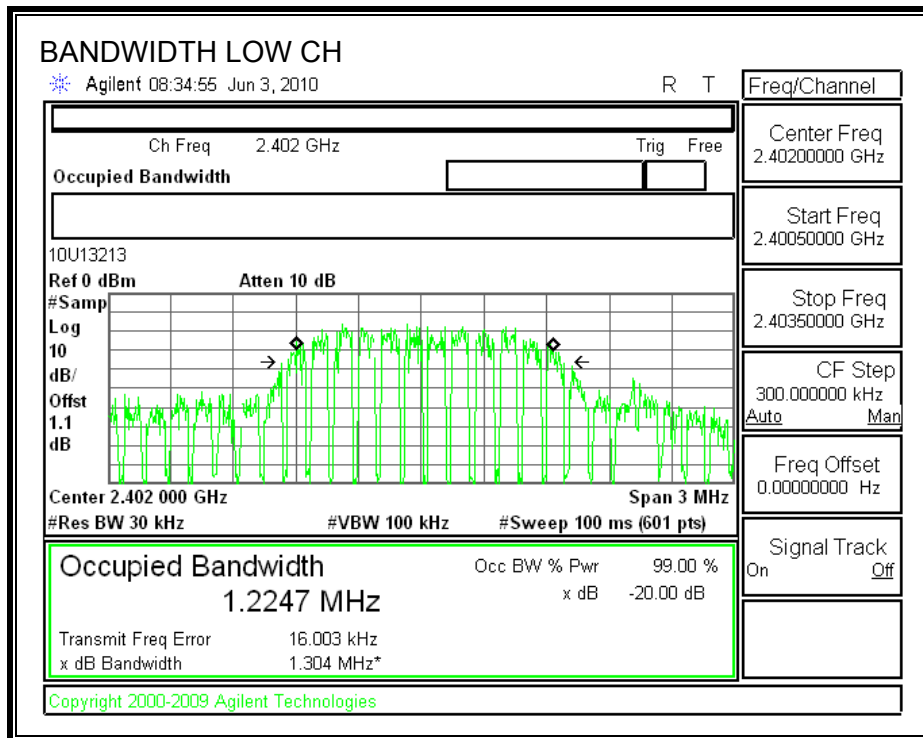 BANDWIDTH LOW CH
Agilent 08:34:55 Jun 3, 2010 R T
Freq/Channel
Ch Freq 2.402 GHz Trig Free
Occupied Bandwidth
Center Freq
2.40200000 GHz
Start Freq
2.40050000 GHz
Stop Freq
2.40350000 GHz
CF Step
300.000000 kHz
Auto Man
Freq Offset
0.00000000 Hz
Signal Track
On Off
10U13213
Ref 0 dBm Atten 10 dB
#Samp
Log
10
dB/
Offst
1.1
dB
Center 2.402 000 GHz Span 3 MHz
#Res BW 30 kHz #VBW 100 kHz #Sweep 100 ms (601 pts)
Occupied Bandwidth Occ BW % Pwr 99.00 %
1.2247 MHz x dB -20.00 dB
Transmit Freq Error 16.003 kHz
x dB Bandwidth 1.304 MHz*
Copyright 2000-2009 Agilent Technologies